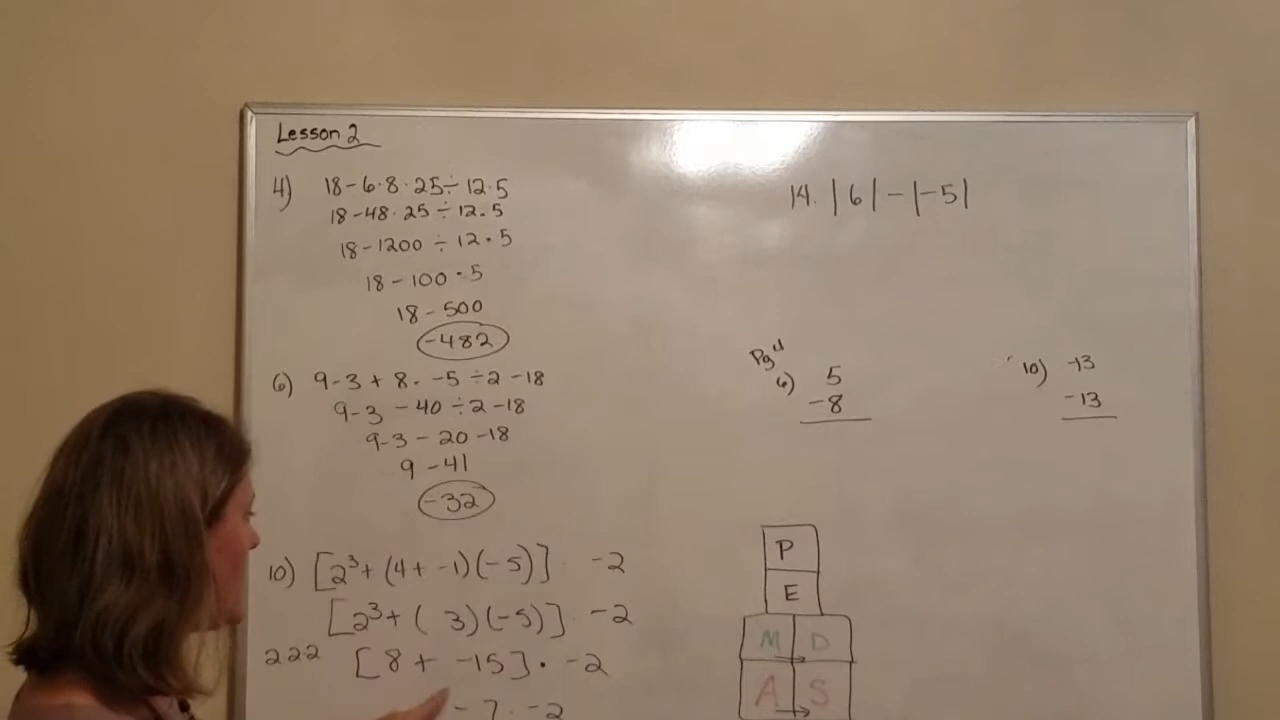 Lesson 2
4) 18-6·8·25÷12·5
18-48·25÷12·5
18-1200÷12·5
18-100·5
18-500
-482
6) 9-3+8·-5÷2-18
9-3-40÷2-18
9-3-20-18
9-41
-32
10) [2³+(4+-1)(-5)]·-2
[2³+( 3)(-5)]·-2
222 [8+ -15]·-2
-7·-2
14. |6|-|-5|
Pg 4
6) 5
-8
10) -13
-13
P
E
M D
A S